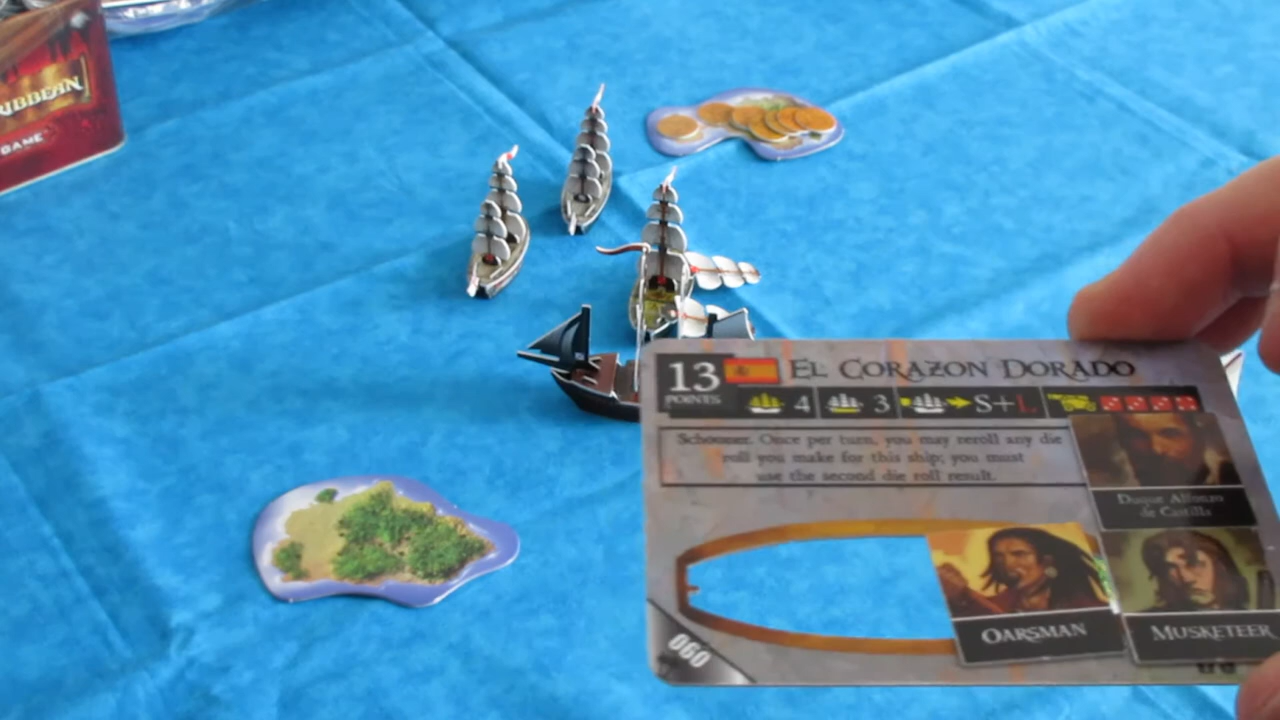 RIBBEAN
GAME
13
POINTS
EL CORAZON DORADO
4
3
S+L
Schooner. Once per turn, you may reroll any die
roll you make for this ship; you must
use the second die roll result.
Duque Alfonzo
de Castilla
OARSMAN
MUSKETEER
060